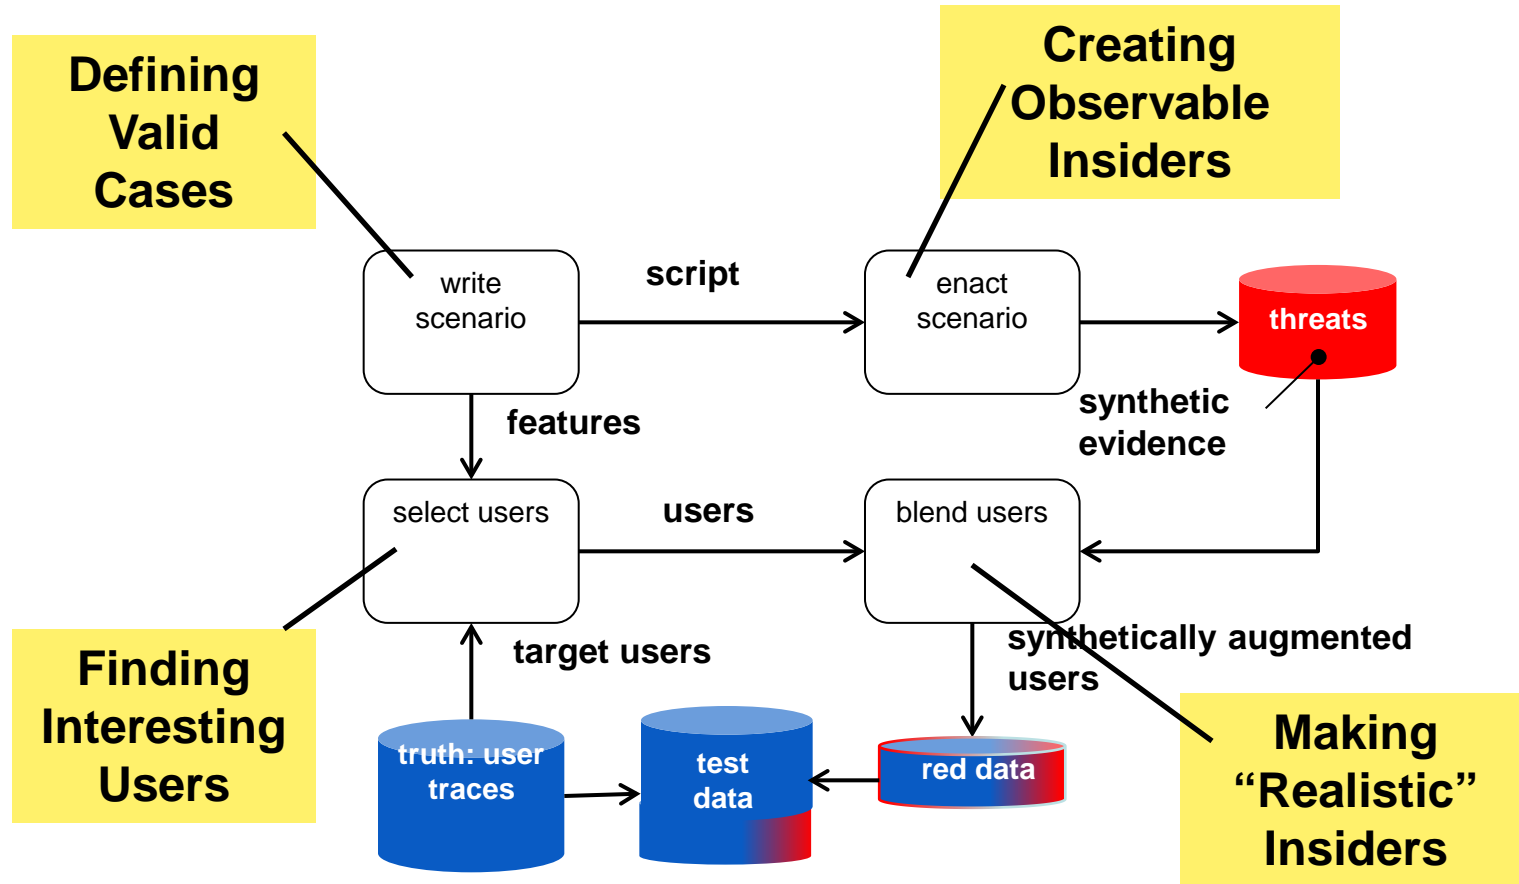 Defining
Valid
Cases
Creating
Observable
Insiders
write
scenario
script
enact
scenario
threats
synthetic
evidence
features
select users
users
blend users
target users
synthetically augmented
users
Finding
Interesting
Users
truth: user
traces
test
data
red data
Making
“Realistic”
Insiders